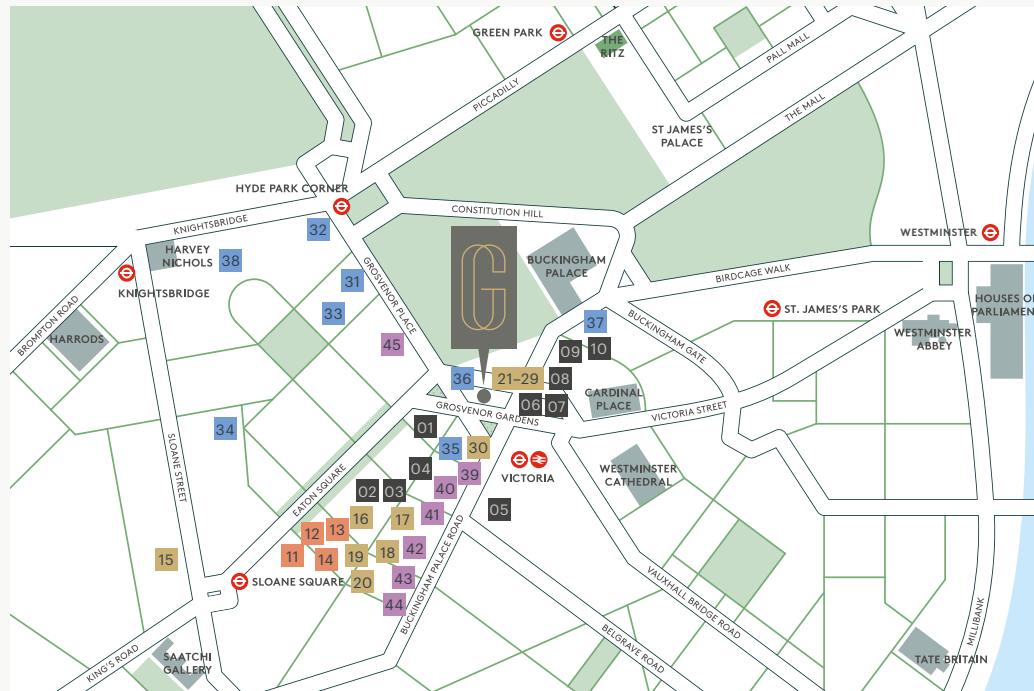 GREEN PARK
THE
RITZ
PALL MALL
PICCADILLY
THE MALL
ST JAMES'S
PALACE
HYDE PARK CORNER
KNIGHTSBRIDGE
CONSTITUTION HILL
32
WESTMINSTER
HARVEY
NICHOLS
38
BUCKINGHAM
PALACE
G
31
GROSVENOR PLACE
BIRDCAGE WALK
KNIGHTSBRIDGE
BROMPTON ROAD
33
37
BUCKINGHAM GATE
ST. JAMES'S PARK
HOUSES OF
PARLIAMEN
WESTMINSTER
ABBEY
HARRODS
45
09
10
36
21–29
08
CARDINAL
PLACE
06
07
GROSVENOR GARDENS
VICTORIA STREET
34
01
35
30
SLOANE STREET
EATON SQUARE
04
39
VICTORIA
WESTMINSTER
CATHEDRAL
02
03
40
05
16
17
41
12
13
BUCKINGHAM PALACE ROAD
15
11
14
19
18
42
SLOANE SQUARE
20
43
44
VAUXHALL BRIDGE ROAD
BELGRAVE ROAD
MILLIBANK
KING'S ROAD
SAATCHI
GALLERY
TATE BRITAIN